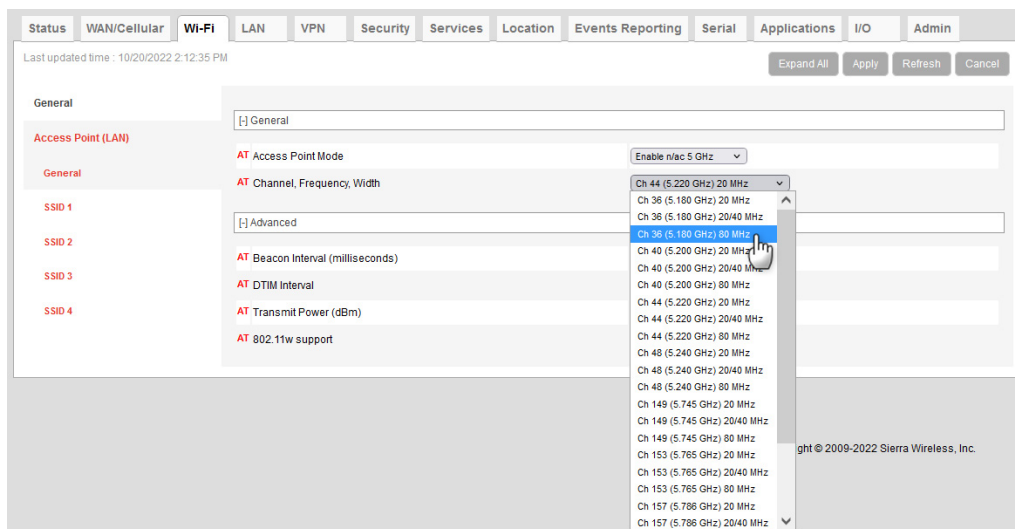 Status WAN/Cellular Wi-Fi LAN VPN Security Services Location Events Reporting Serial Applications I/O Admin
Last updated time : 10/20/2022 2:12:35 PM
Expand All Apply Refresh Cancel
General
Access Point (LAN)
General
SSID 1
SSID 2
SSID 3
SSID 4
[-] General
AT Access Point Mode Enable n/ac 5 GHz
AT Channel, Frequency, Width Ch 44 (5.220 GHz) 20 MHz
[-] Advanced
AT Beacon Interval (milliseconds)
AT DTIM Interval
AT Transmit Power (dBm)
AT 802.11w support
Ch 36 (5.180 GHz) 20 MHz
Ch 36 (5.180 GHz) 20/40 MHz
Ch 36 (5.180 GHz) 80 MHz
Ch 40 (5.200 GHz) 20 MHz
Ch 40 (5.200 GHz) 20/40 MHz
Ch 40 (5.200 GHz) 80 MHz
Ch 44 (5.220 GHz) 20 MHz
Ch 44 (5.220 GHz) 20/40 MHz
Ch 44 (5.220 GHz) 80 MHz
Ch 48 (5.240 GHz) 20 MHz
Ch 48 (5.240 GHz) 20/40 MHz
Ch 48 (5.240 GHz) 80 MHz
Ch 149 (5.745 GHz) 20 MHz
Ch 149 (5.745 GHz) 20/40 MHz
Ch 149 (5.745 GHz) 80 MHz
Ch 153 (5.765 GHz) 20 MHz
Ch 153 (5.765 GHz) 20/40 MHz
Ch 153 (5.765 GHz) 80 MHz
Ch 157 (5.786 GHz) 20 MHz
Ch 157 (5.786 GHz) 20/40 MHz
ght © 2009-2022 Sierra Wireless, Inc.